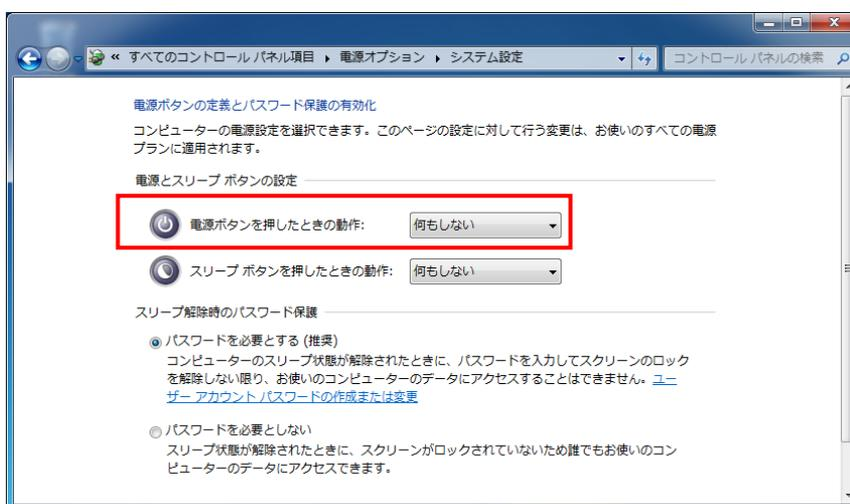 « すべてのコントロール パネル項目 ▸ 電源オプション ▸ システム設定
コントロール パネルの検索
電源ボタンの定義とパスワード保護の有効化
コンピューターの電源設定を選択できます。このページの設定に対して行う変更は、お使いのすべての電源
プランに適用されます。
電源とスリープ ボタンの設定
電源ボタンを押したときの動作: 何もしない
スリープ ボタンを押したときの動作: 何もしない
スリープ解除時のパスワード保護
パスワードを必要とする (推奨)
コンピューターのスリープ状態が解除されたときに、パスワードを入力してスクリーンのロック
を解除しない限り、お使いのコンピューターのデータにアクセスすることはできません。ユー
ザー アカウント パスワードの作成または変更
パスワードを必要としない
スリープ状態が解除されたときに、スクリーンがロックされていないため誰でもお使いのコン
ピューターのデータにアクセスできます。